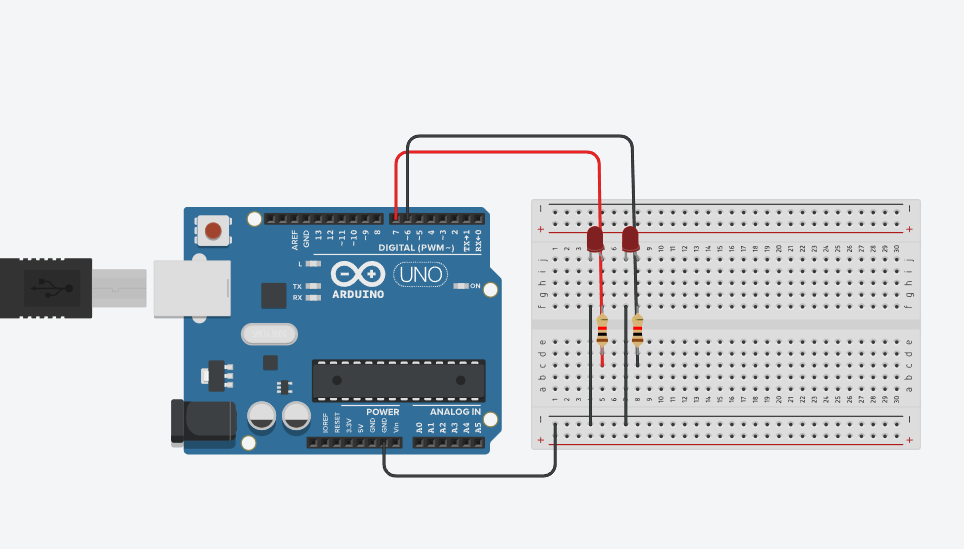 AREF
GND
13
12
~11
~10
~9
8
7
~6
~5
4
~3
2
TX→1
RX←0
DIGITAL (PWM~)
L
TX
RX
ARDUINO
UNO
ON
POWER
ANALOG IN
IOREF
RESET
3.3V
5V
GND
GND
Vin
A0
A1
A2
A3
A4
A5
- -
+ +
1 2 3 4 5 6 7 8 9 10 11 12 13 14 15 16 17 18 19 20 21 22 23 24 25 26 27 28 29 30
j j
i i
h h
g g
f f
e e
d d
c c
b b
a a
1 2 3 4 5 6 7 8 9 10 11 12 13 14 15 16 17 18 19 20 21 22 23 24 25 26 27 28 29 30
- -
+ +